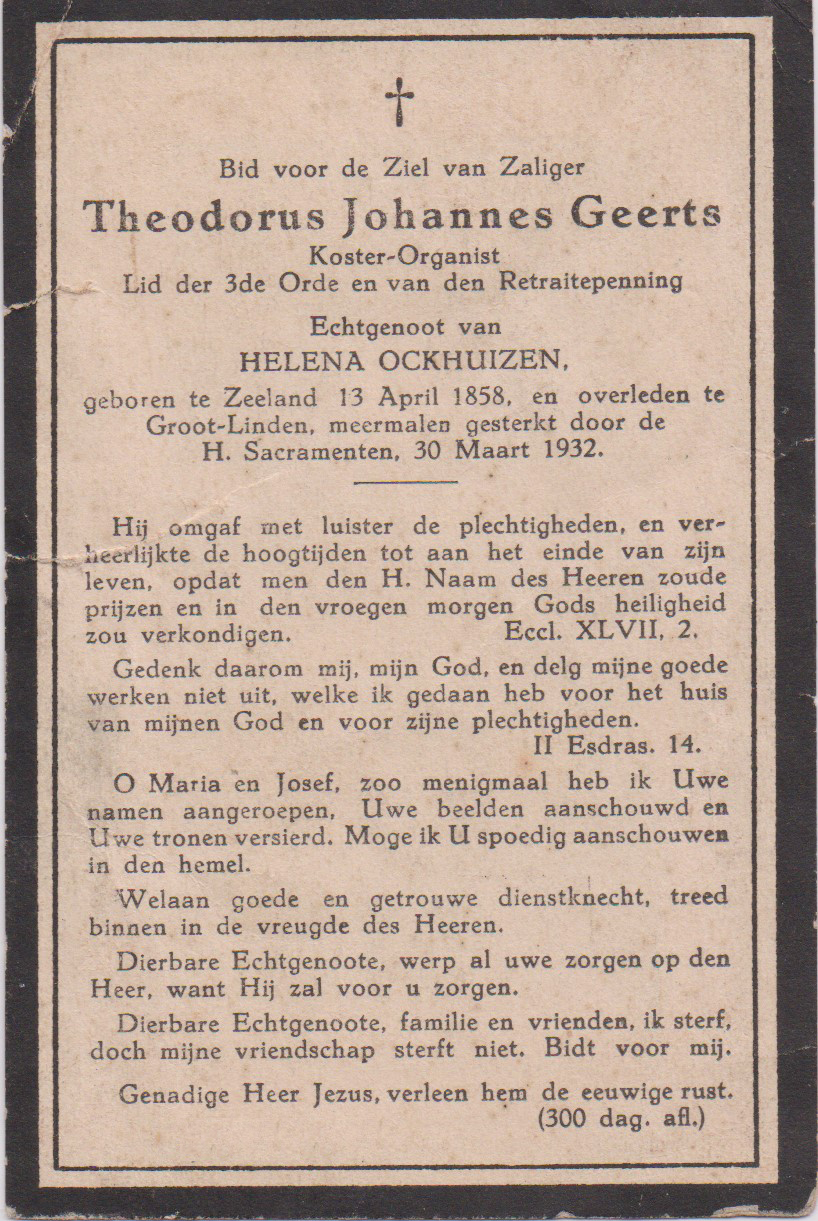 Bid voor de Ziel van Zaliger
Theodorus Johannes Geerts
Koster-Organist
Lid der 3de Orde en van den Retraitepenning
Echtgenoot van
HELENA OCKHUIZEN,
geboren te Zeeland 13 April 1858, en overleden te
Groot-Linden, meermalen gesterkt door de
H. Sacramenten, 30 Maart 1932.
Hij omgaf met luister de plechtigheden, en ver-
heerlijkte de hoogtijden tot aan het einde van zijn
leven, opdat men den H. Naam des Heeren zoude
prijzen en in den vroegen morgen Gods heiligheid
zou verkondigen. Eccl. XLVII, 2.
Gedenk daarom mij, mijn God, en delg mijne goede
werken niet uit, welke ik gedaan heb voor het huis
van mijnen God en voor zijne plechtigheden.
II Esdras. 14.
O Maria en Josef, zoo menigmaal heb ik Uwe
namen aangeroepen, Uwe beelden aanschouwd en
Uwe tronen versierd. Moge ik U spoedig aanschouwen
in den hemel.
Welaan goede en getrouwe dienstknecht, treed
binnen in de vreugde des Heeren.
Dierbare Echtgenoote, werp al uwe zorgen op den
Heer, want Hij zal voor u zorgen.
Dierbare Echtgenoote, familie en vrienden, ik sterf,
doch mijne vriendschap sterft niet. Bidt voor mij.
Genadige Heer Jezus, verleen hem de eeuwige rust.
(300 dag. afl.)